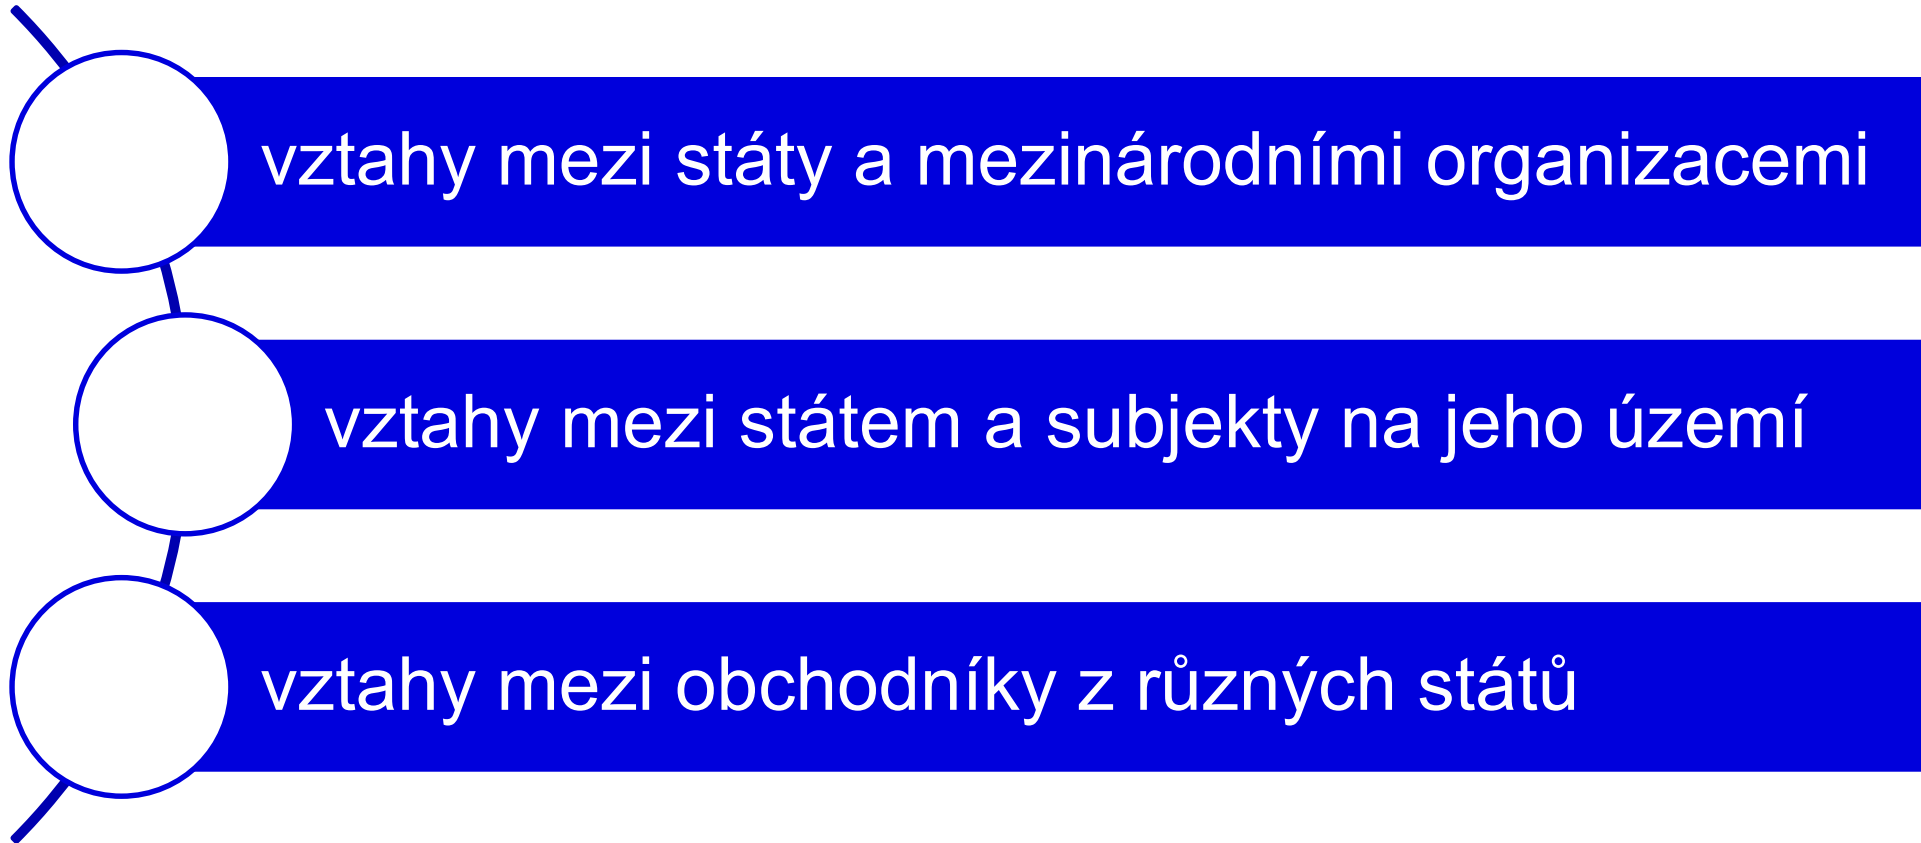 vztahy mezi státy a mezinárodními organizacemi
vztahy mezi státem a subjekty na jeho území
vztahy mezi obchodníky z různých států